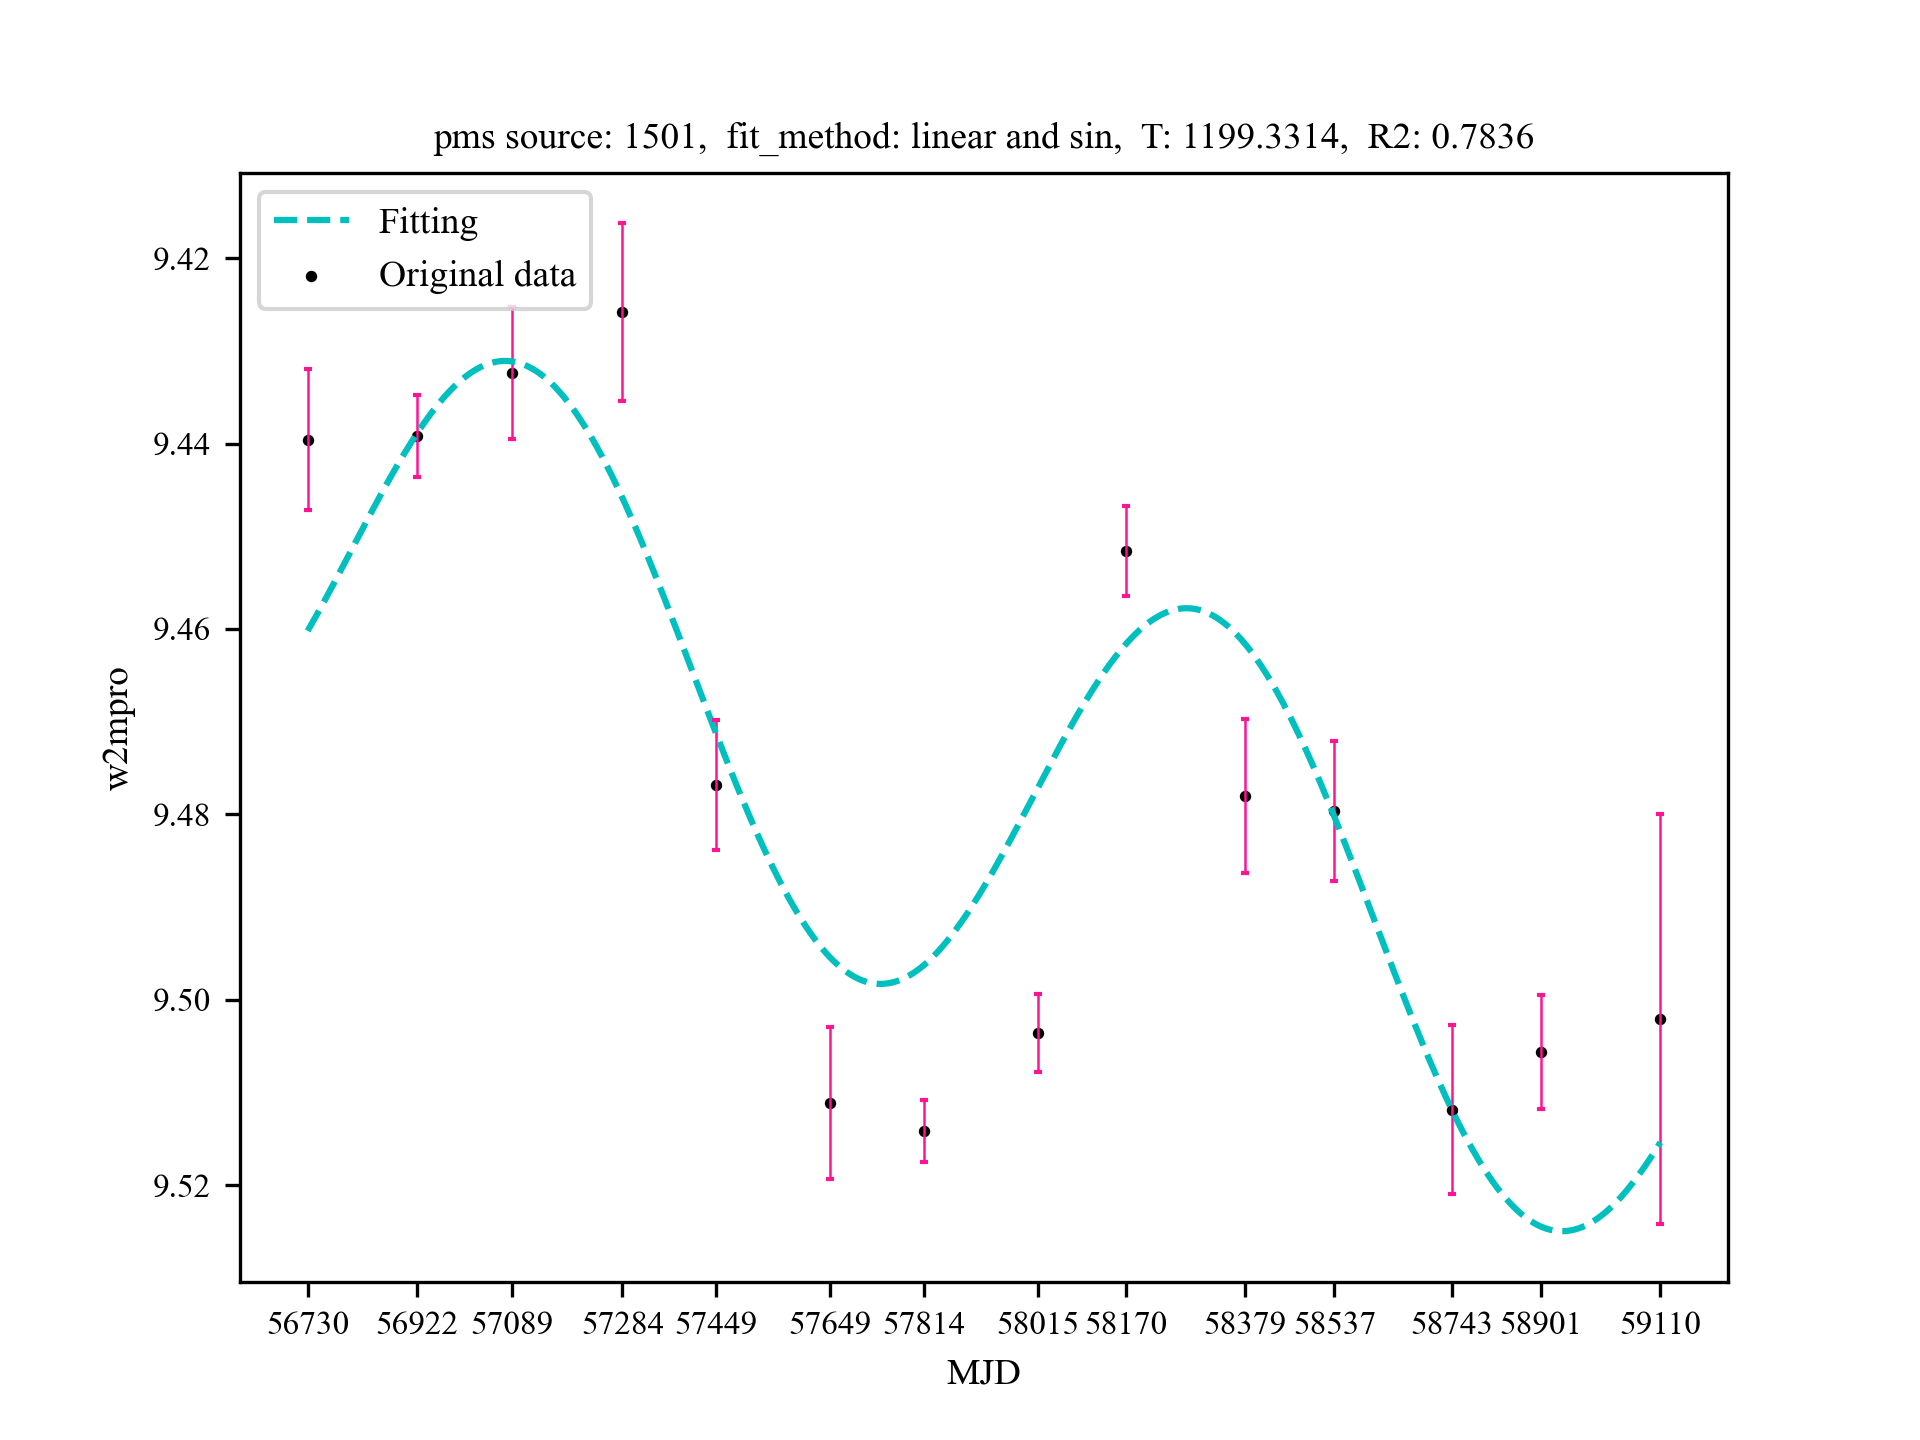 pms source: 1501,  fit_method: linear and sin,  T: 1199.3314,  R2: 0.7836
Fitting
Original data
9.42
9.44
9.46
9.48
9.50
9.52
w2mpro
56730 56922 57089 57284 57449 57649 57814 58015 58170 58379 58537 58743 58901 59110
MJD